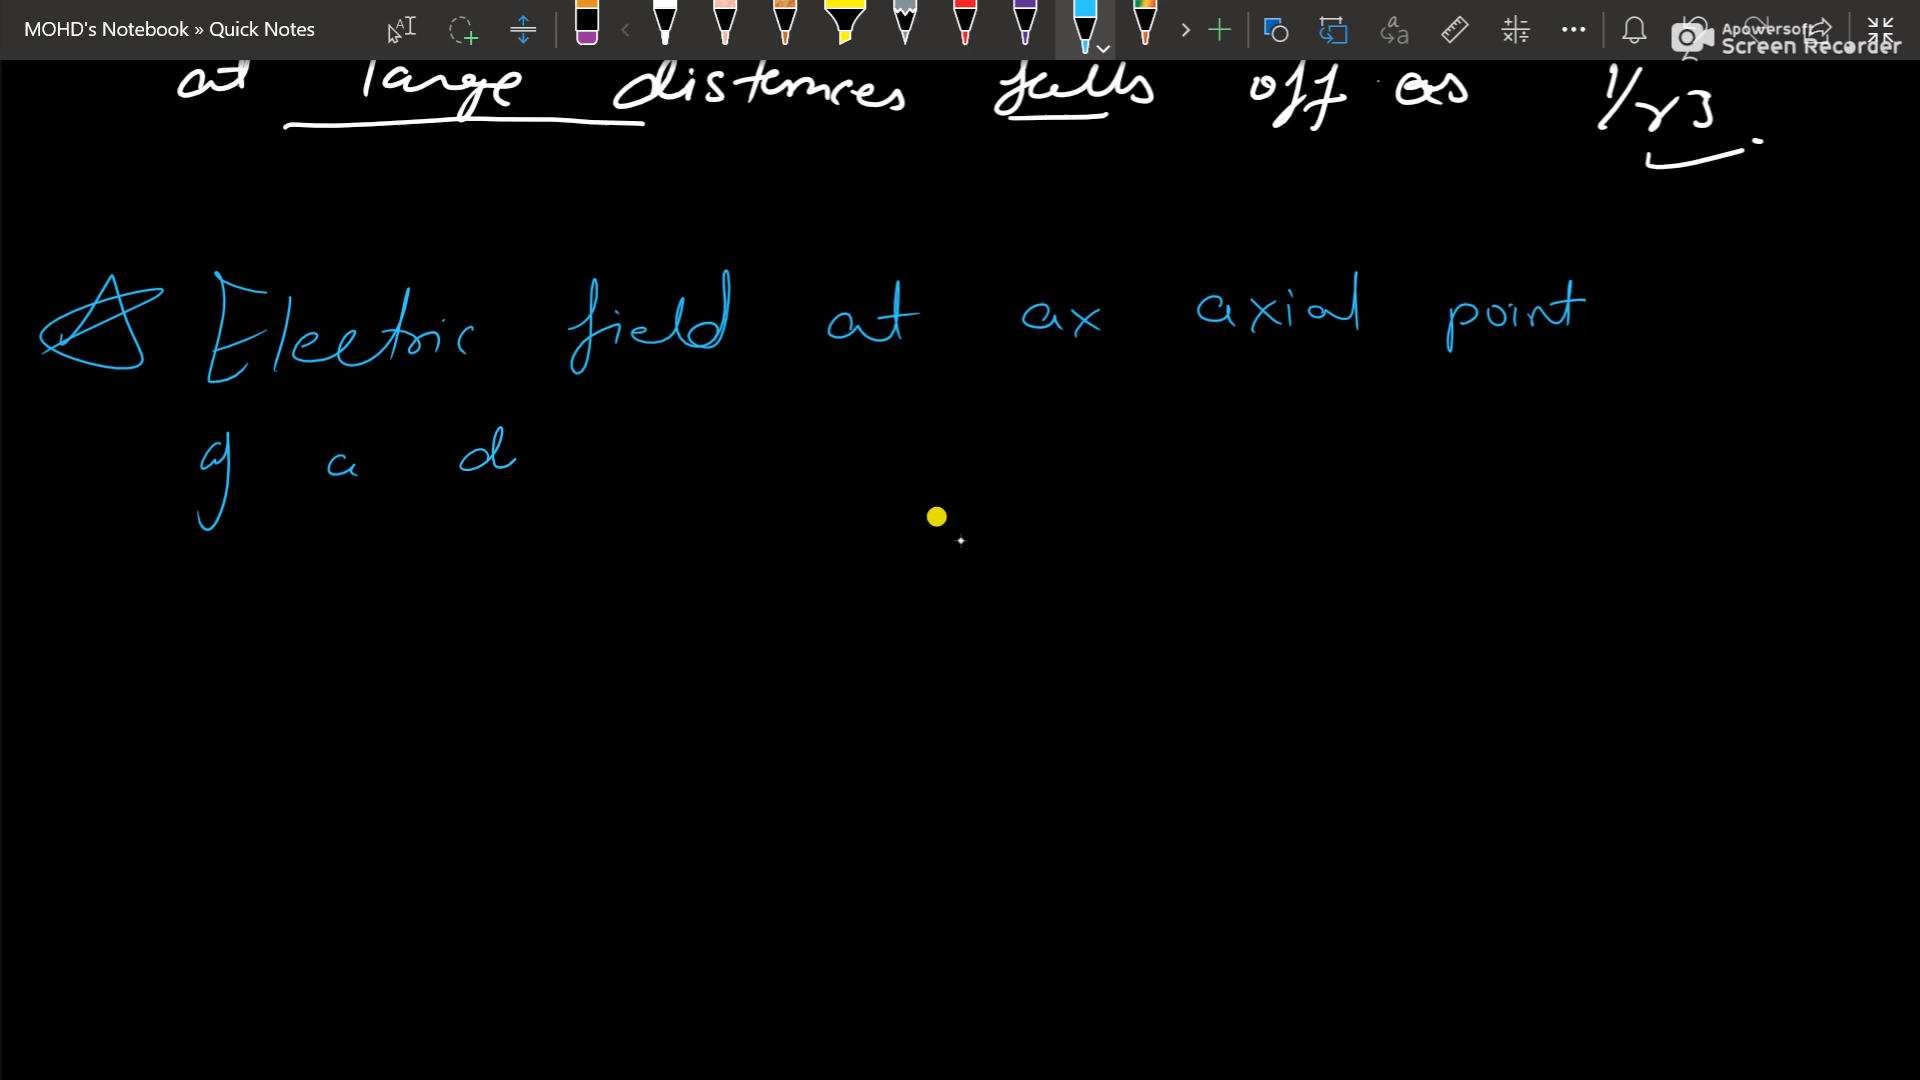 MOHD's Notebook » Quick Notes
Apowersoft
Screen Recorder
at large distances falls off as 1/r3.
Electric field at ax axial point
of a d